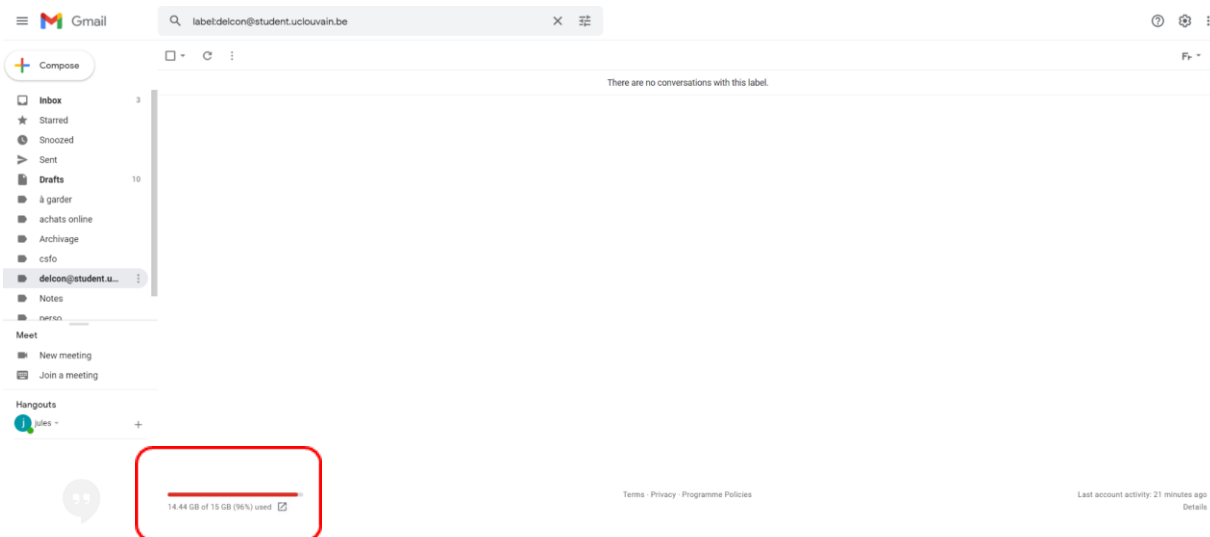 Gmail
label:delcon@student.uclouvain.be
Compose
There are no conversations with this label.
Inbox 3
Starred
Snoozed
Sent
Drafts 10
à garder
achats online
Archivage
csfo
delcon@student.u...
Notes
perso
Meet
New meeting
Join a meeting
Hangouts
j jules
14.44 GB of 15 GB (96%) used
Terms · Privacy · Programme Policies
Last account activity: 21 minutes ago
Details